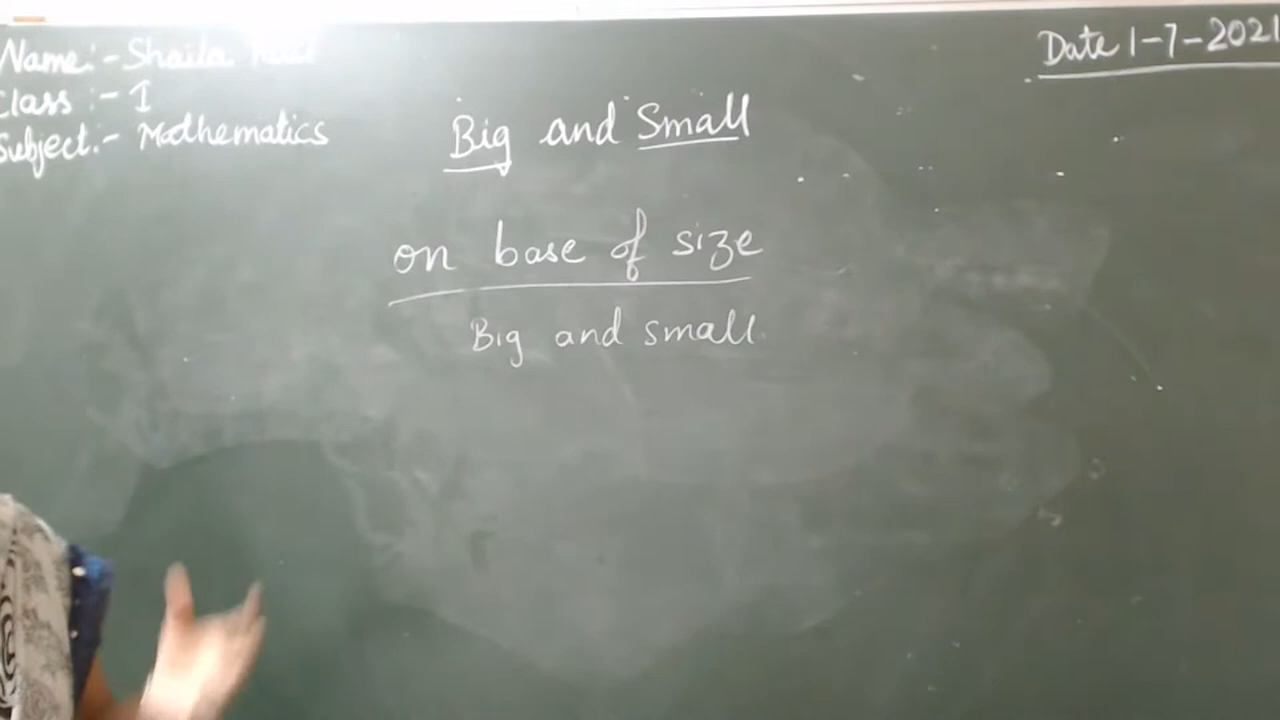 Name:- Shaila
Class :- I
Subject:- Mathematics
Date 1-7-2021
Big and Small
on base of size
Big and small